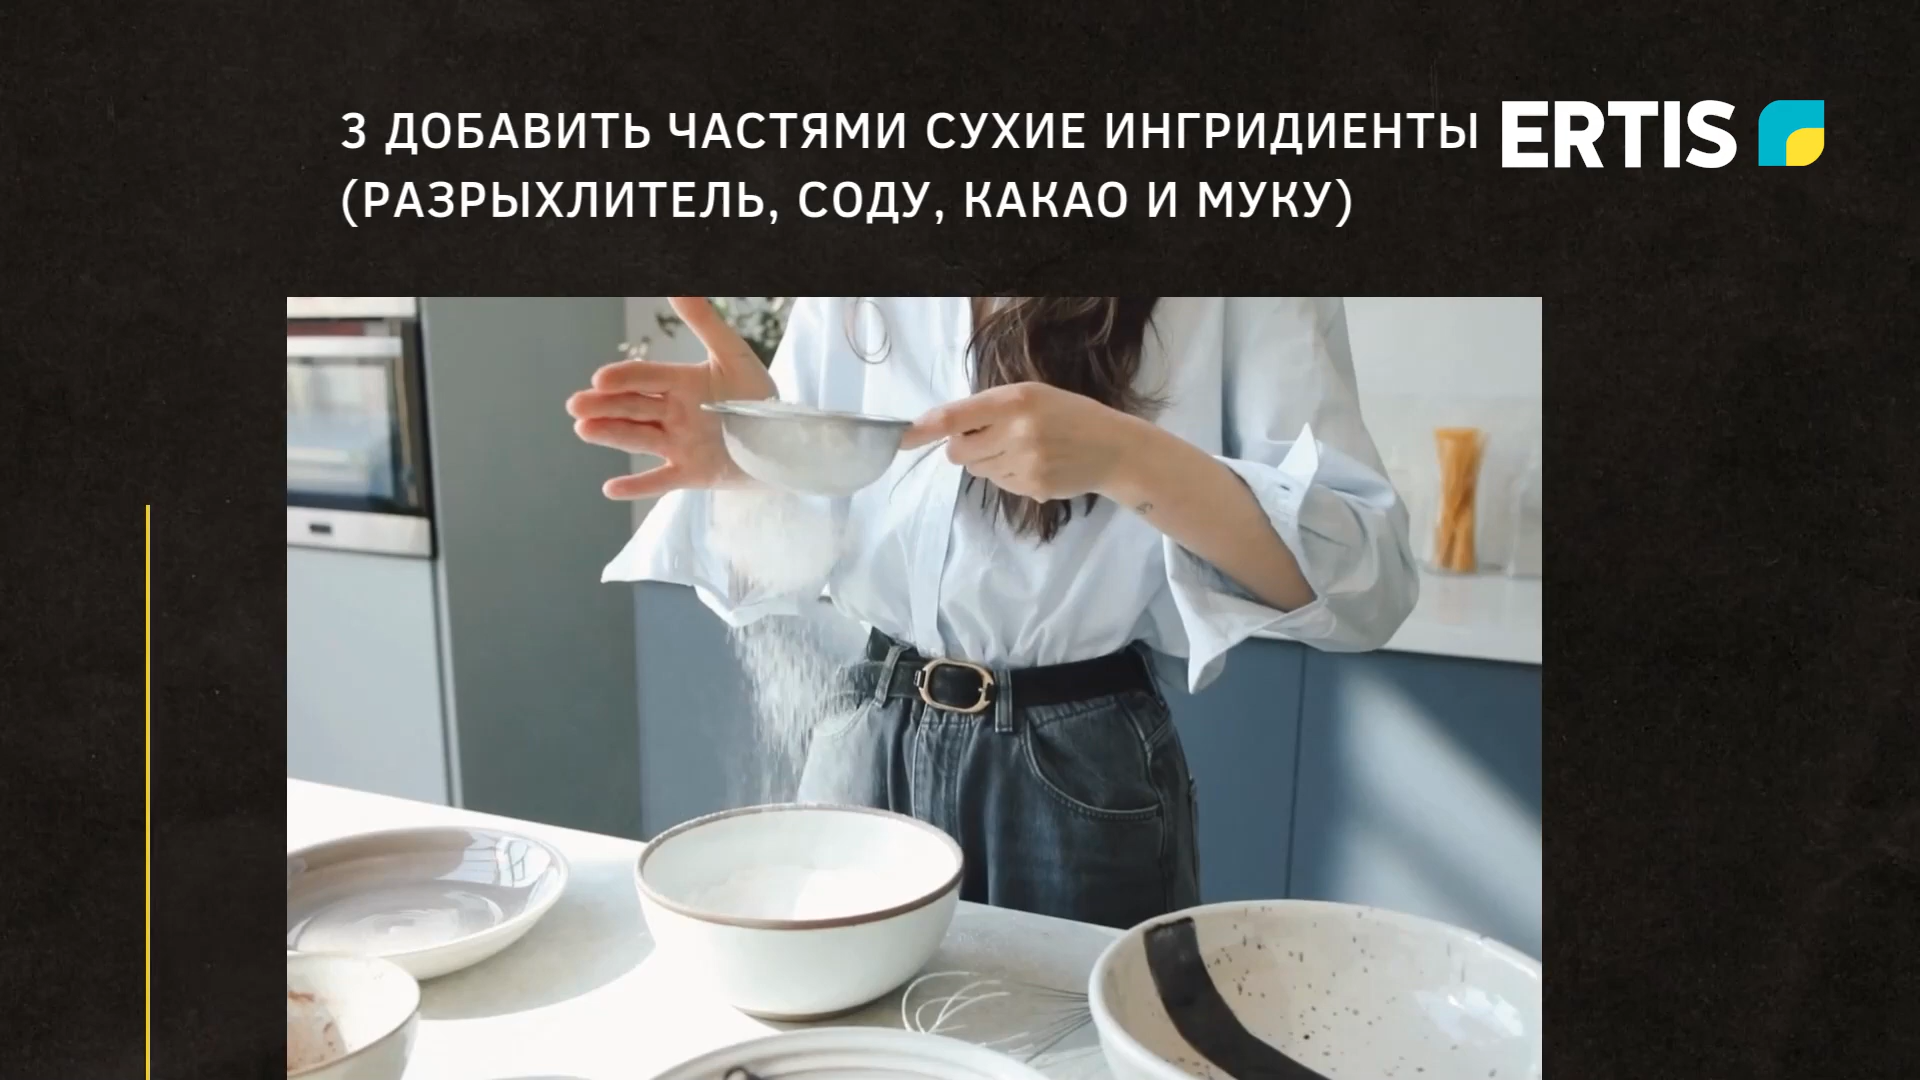 3 ДОБАВИТЬ ЧАСТЯМИ СУХИЕ ИНГРИДИЕНТЫ
(РАЗРЫХЛИТЕЛЬ, СОДУ, КАКАО И МУКУ)
ERTIS